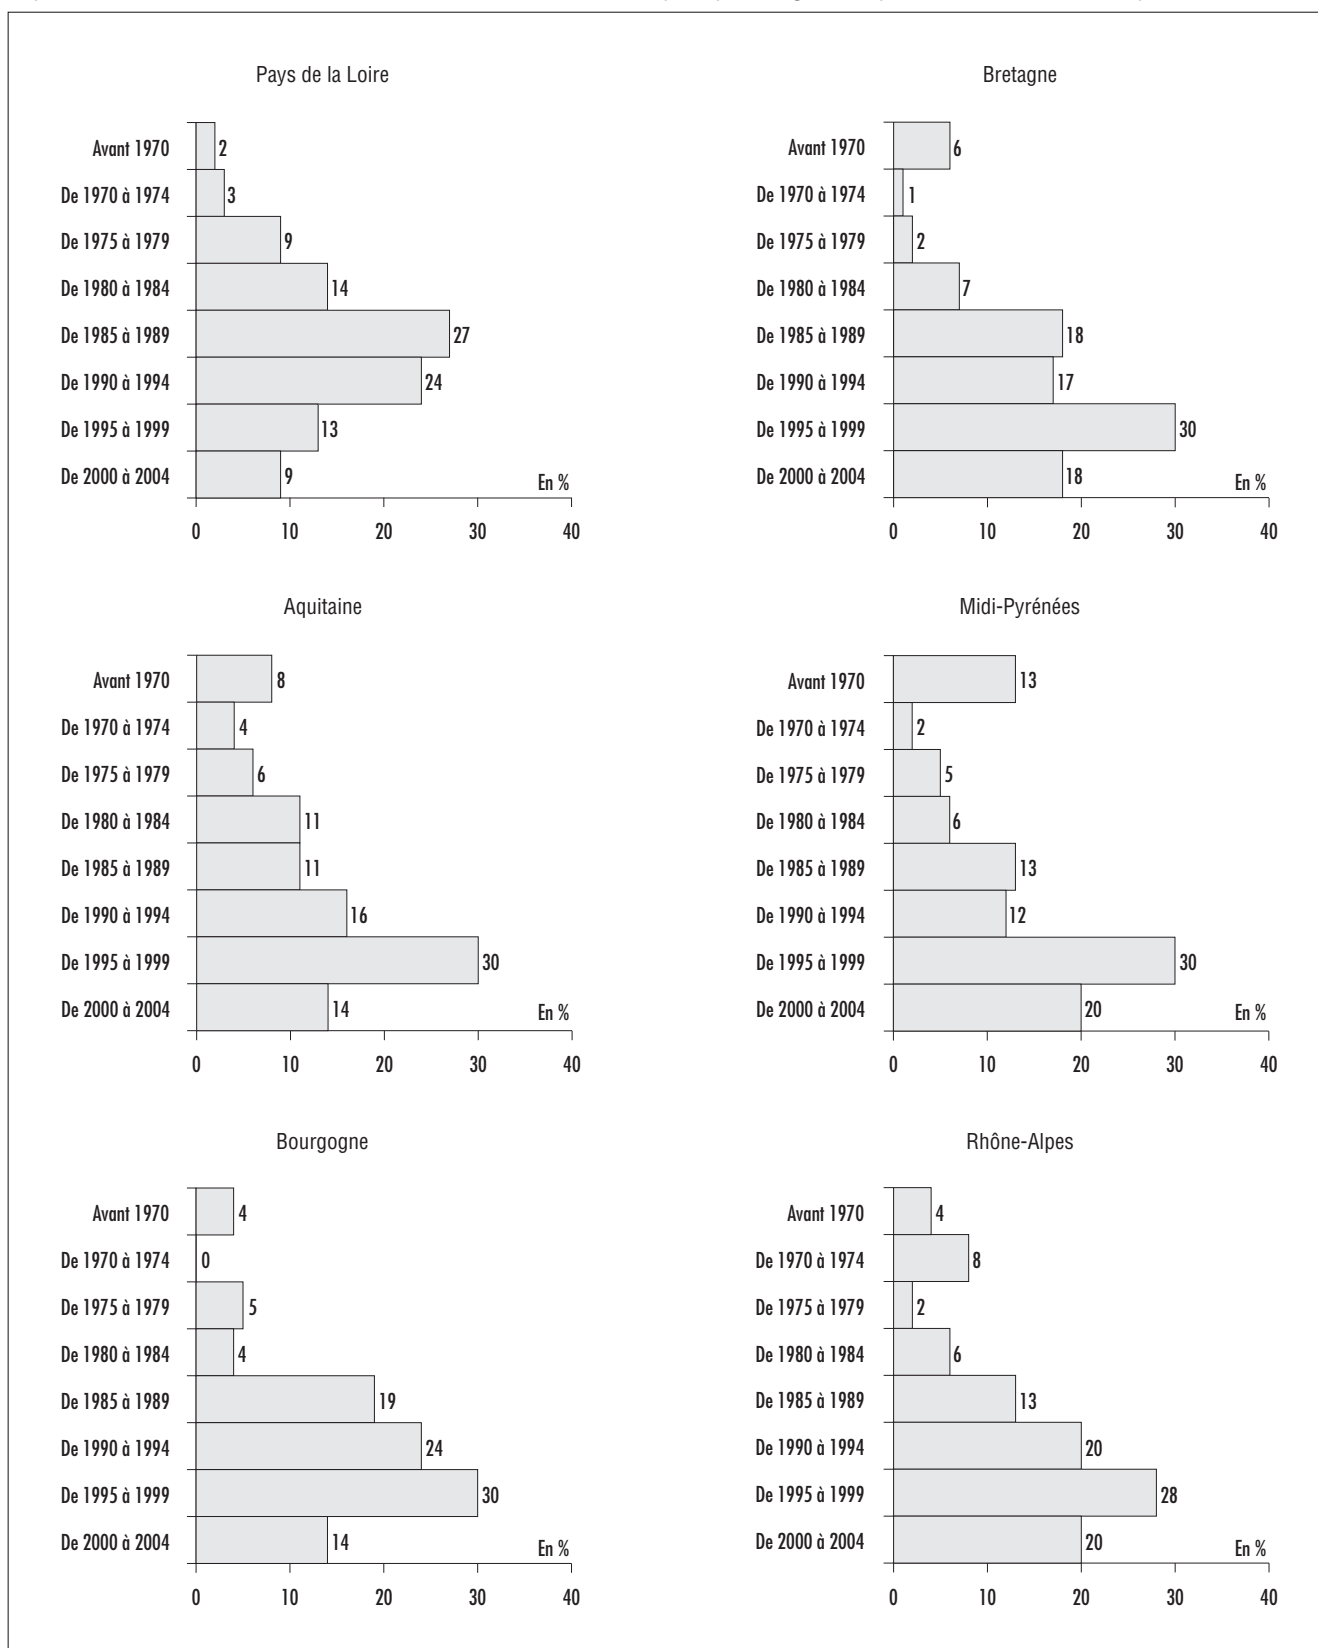 Pays de la Loire
Avant 1970 2
De 1970 à 1974 3
De 1975 à 1979 9
De 1980 à 1984 14
De 1985 à 1989 27
De 1990 à 1994 24
De 1995 à 1999 13
De 2000 à 2004 9 En %
0 10 20 30 40
Bretagne
Avant 1970 6
De 1970 à 1974 1
De 1975 à 1979 2
De 1980 à 1984 7
De 1985 à 1989 18
De 1990 à 1994 17
De 1995 à 1999 30
De 2000 à 2004 18 En %
0 10 20 30 40
Aquitaine
Avant 1970 8
De 1970 à 1974 4
De 1975 à 1979 6
De 1980 à 1984 11
De 1985 à 1989 11
De 1990 à 1994 16
De 1995 à 1999 30
De 2000 à 2004 14 En %
0 10 20 30 40
Midi-Pyrénées
Avant 1970 13
De 1970 à 1974 2
De 1975 à 1979 5
De 1980 à 1984 6
De 1985 à 1989 13
De 1990 à 1994 12
De 1995 à 1999 30
De 2000 à 2004 20 En %
0 10 20 30 40
Bourgogne
Avant 1970 4
De 1970 à 1974 0
De 1975 à 1979 5
De 1980 à 1984 4
De 1985 à 1989 19
De 1990 à 1994 24
De 1995 à 1999 30
De 2000 à 2004 14 En %
0 10 20 30 40
Rhône-Alpes
Avant 1970 4
De 1970 à 1974 8
De 1975 à 1979 2
De 1980 à 1984 6
De 1985 à 1989 13
De 1990 à 1994 20
De 1995 à 1999 28
De 2000 à 2004 20 En %
0 10 20 30 40